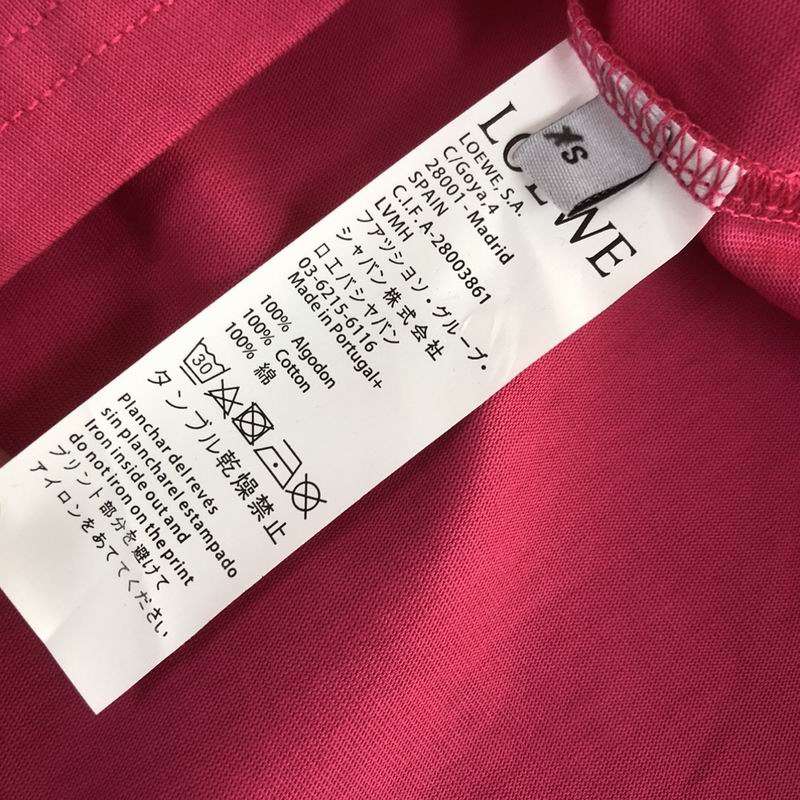 LOEWE
XS
LOEWE, S.A.
C/Goya, 4
28001 - Madrid
SPAIN
C.I.F. A-28003861
LVMH
ファッション・グループ・
ジャパン株式会社
ロエベジャパン
03-6215-6116
Made in Portugal+
100% Algodon
100% Cotton
100% 綿
30
タンブル乾燥禁止
Planchar del revés
sin planchar el estampado
Iron inside out and
do not iron on the print
プリント部分を避けて
アイロンをあててください